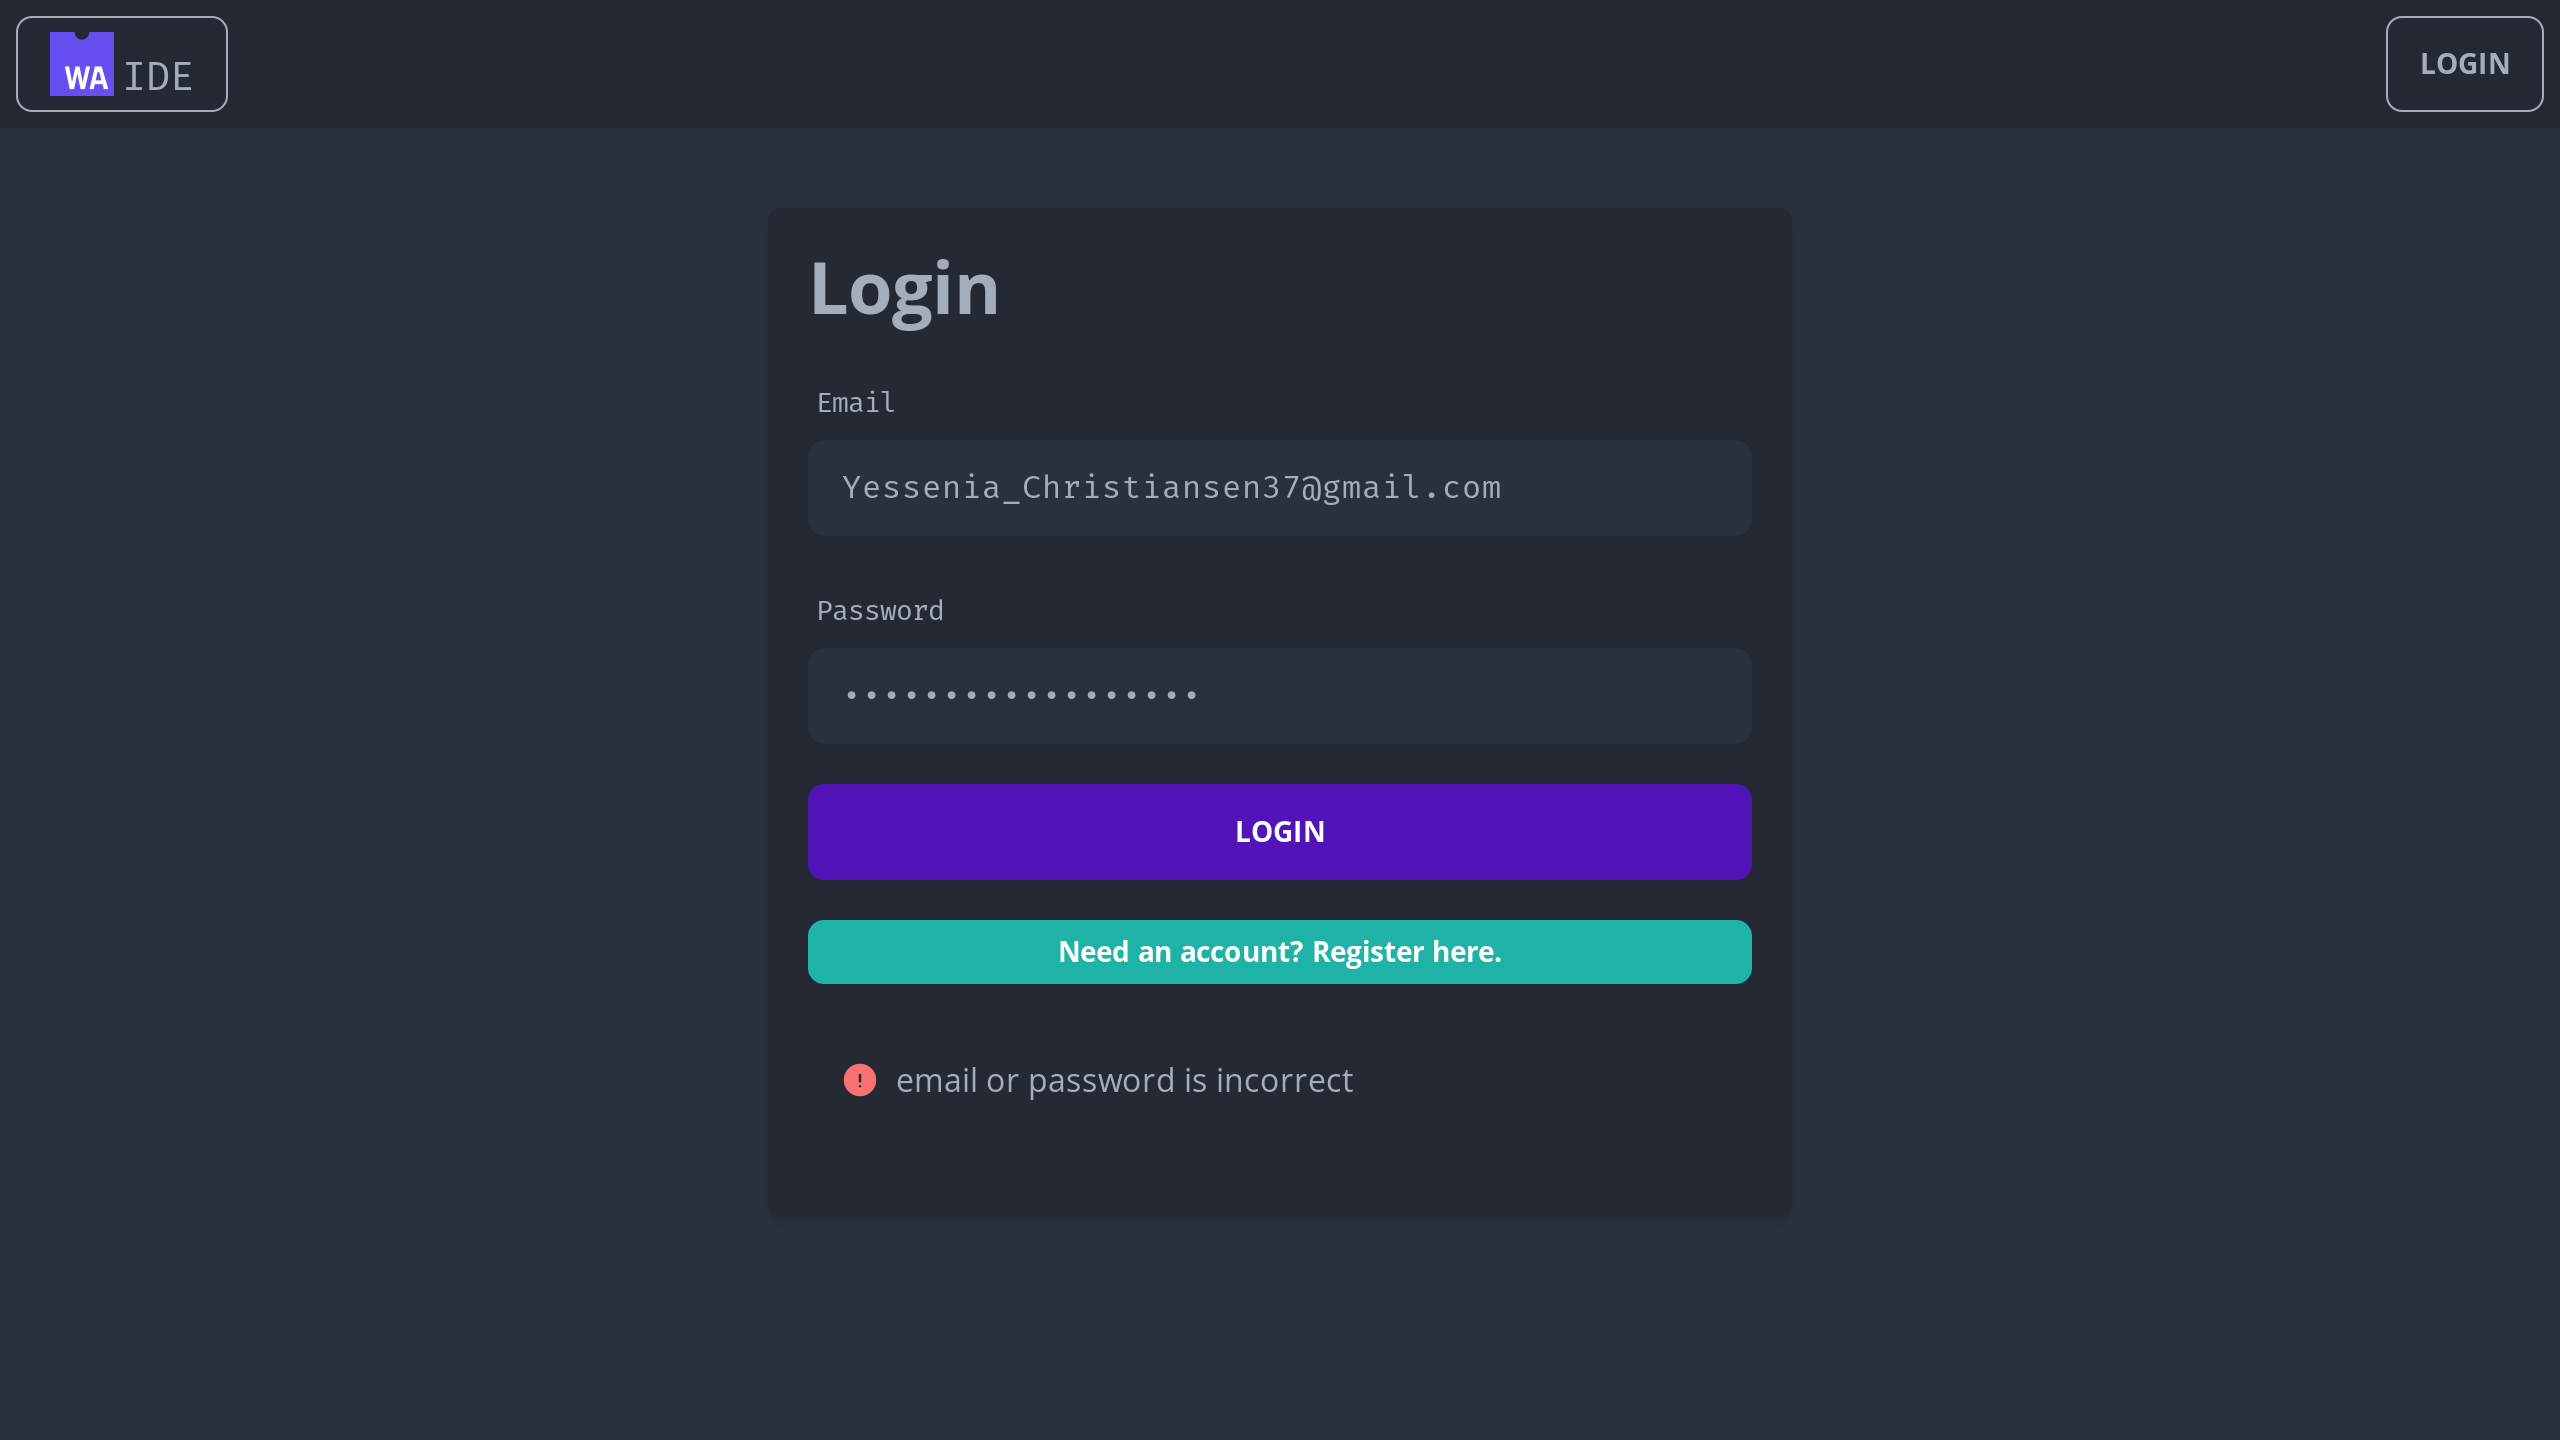 WA IDE
LOGIN
Login
Email
Yessenia_Christiansen37@gmail.com
Password
••••••••••••••••••
LOGIN
Need an account? Register here.
email or password is incorrect